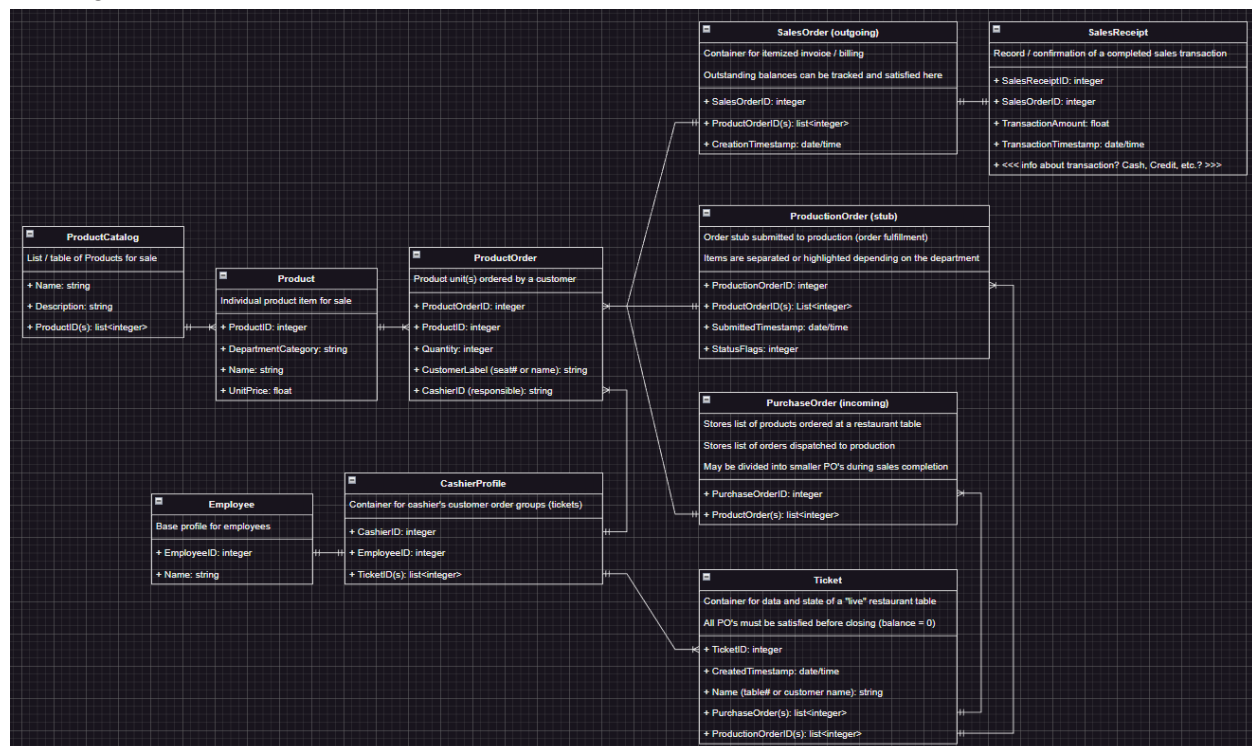 SalesOrder (outgoing)
Container for itemized invoice / billing
Outstanding balances can be tracked and satisfied here
+ SalesOrderID: integer
+ ProductOrderID(s): list<integer>
+ CreationTimestamp: date/time
SalesReceipt
Record / confirmation of a completed sales transaction
+ SalesReceiptID: integer
+ SalesOrderID: integer
+ TransactionAmount: float
+ TransactionTimestamp: date/time
+ <<< info about transaction? Cash, Credit, etc.? >>>
ProductCatalog
List / table of Products for sale
+ Name: string
+ Description: string
+ ProductID(s): list<integer>
Product
Individual product item for sale
+ ProductID: integer
+ DepartmentCategory: string
+ Name: string
+ UnitPrice: float
ProductOrder
Product unit(s) ordered by a customer
+ ProductOrderID: integer
+ ProductID: integer
+ Quantity: integer
+ CustomerLabel (seat# or name): string
+ CashierID (responsible): string
ProductionOrder (stub)
Order stub submitted to production (order fulfillment)
Items are separated or highlighted depending on the department
+ ProductionOrderID: integer
+ ProductOrderID(s): List<integer>
+ SubmittedTimestamp: date/time
+ StatusFlags: integer
PurchaseOrder (incoming)
Stores list of products ordered at a restaurant table
Stores list of orders dispatched to production
May be divided into smaller PO's during sales completion
+ PurchaseOrderID: integer
+ ProductOrder(s): list<integer>
Employee
Base profile for employees
+ EmployeeID: integer
+ Name: string
CashierProfile
Container for cashier's customer order groups (tickets)
+ CashierID: integer
+ EmployeeID: integer
+ TicketID(s): list<integer>
Ticket
Container for data and state of a "live" restaurant table
All PO's must be satisfied before closing (balance = 0)
+ TicketID: integer
+ CreatedTimestamp: date/time
+ Name (table# or customer name): string
+ PurchaseOrder(s): list<integer>
+ ProductionOrderID(s): list<integer>